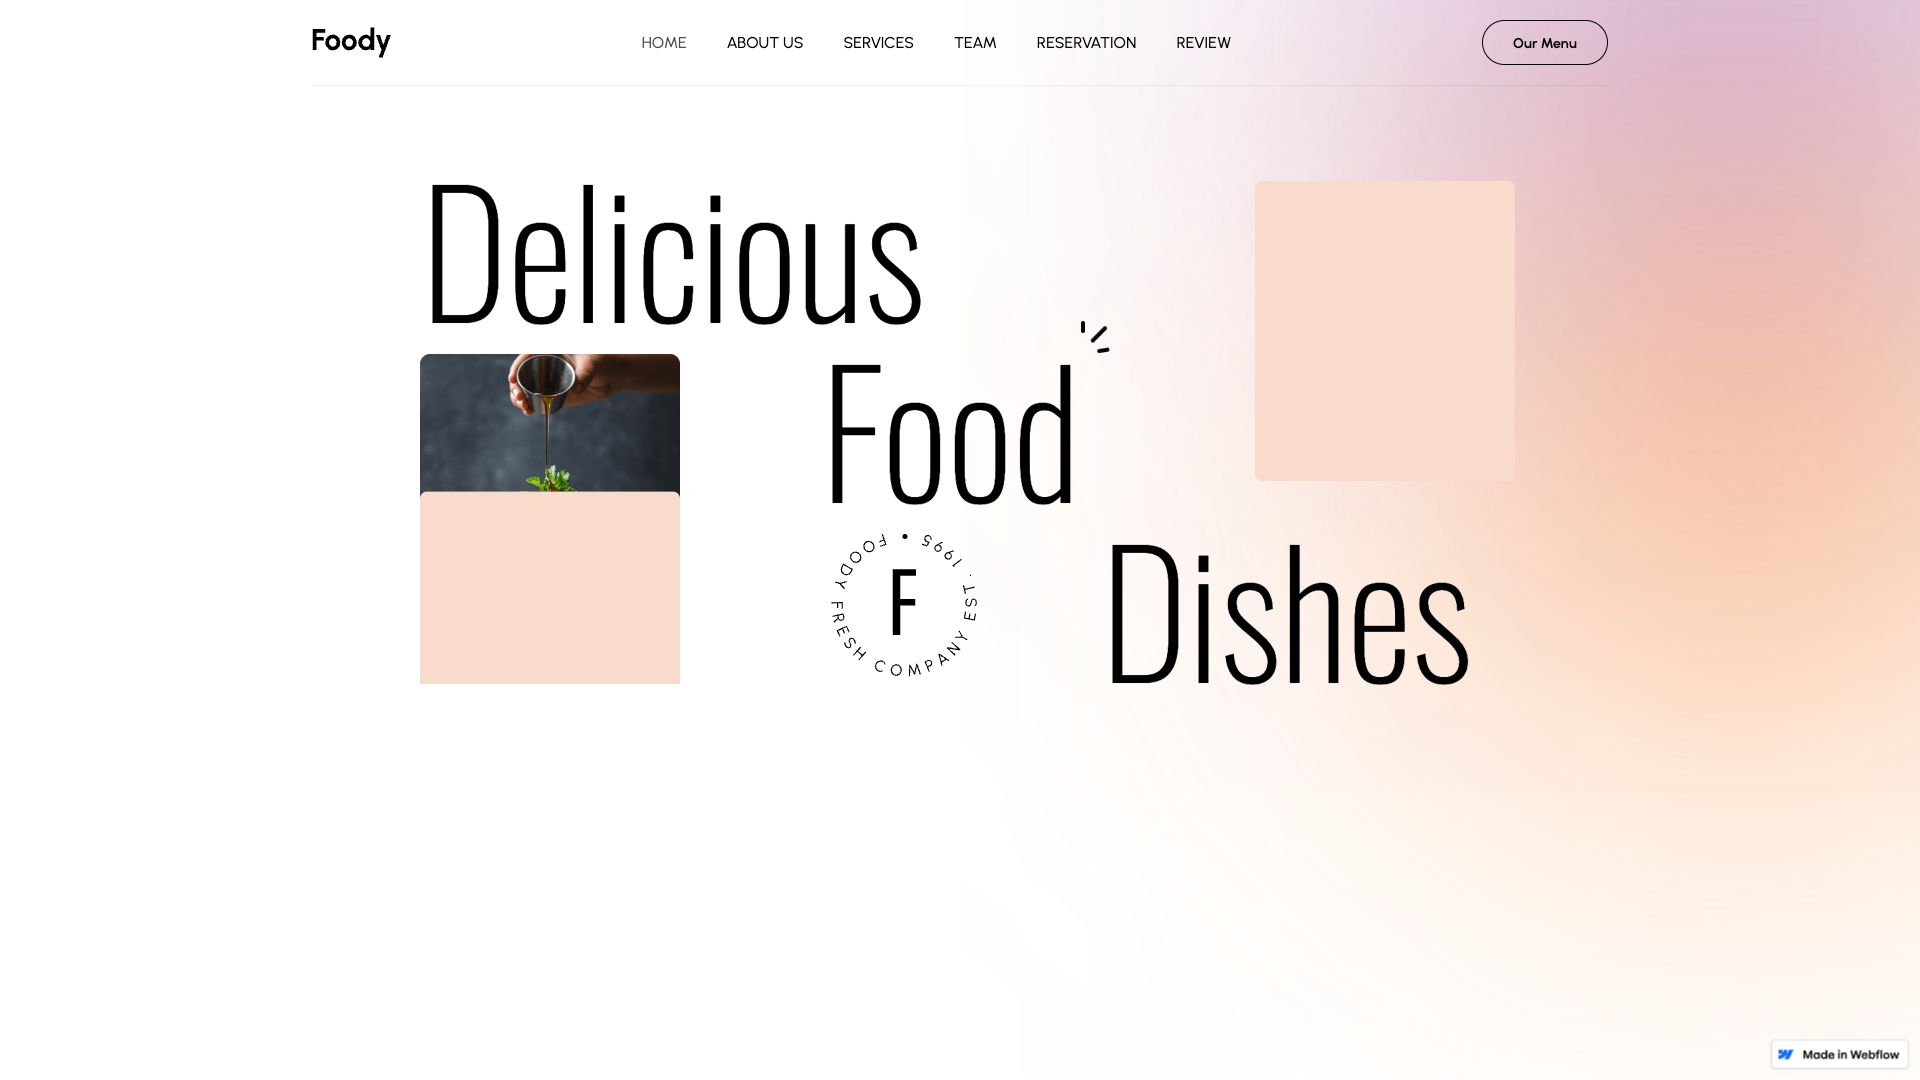 Foody
HOME
ABOUT US
SERVICES
TEAM
RESERVATION
REVIEW
Our Menu
Delicious
Food
Dishes
FOODY FRESH COMPANY EST . 1995 •
F
Made in Webflow